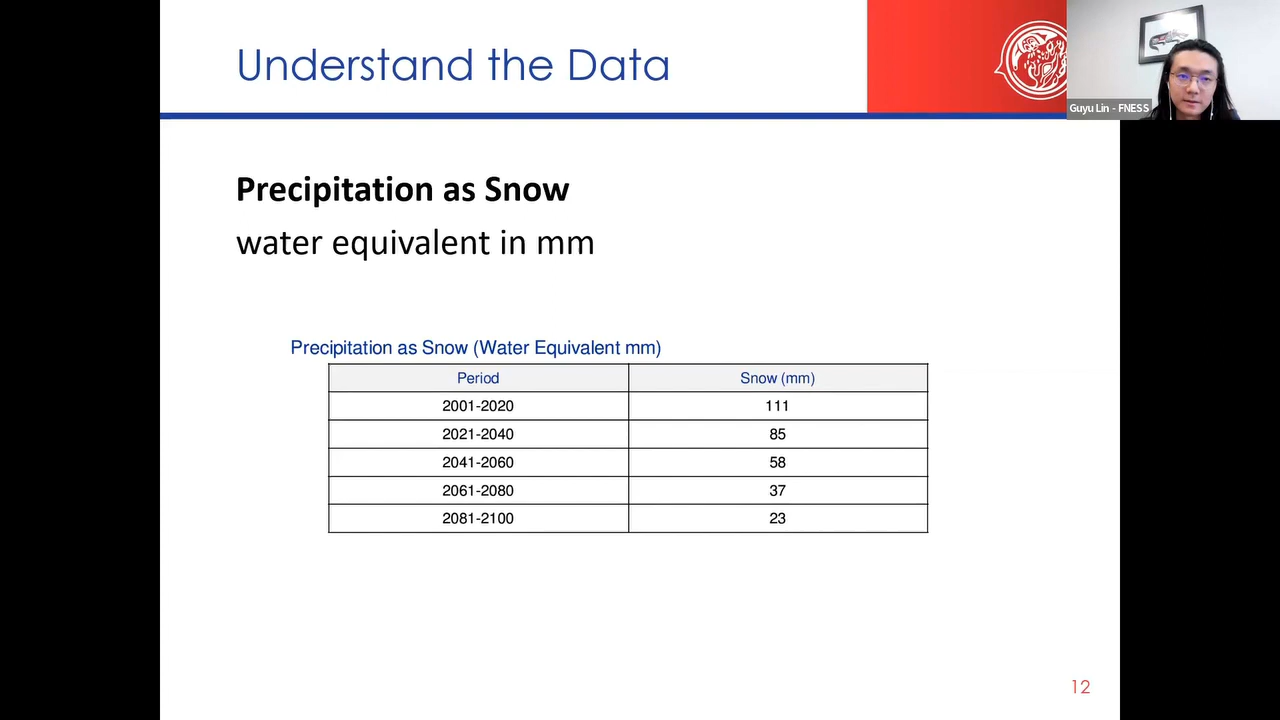 Understand the Data
Guyu Lin - FNESS
Precipitation as Snow
water equivalent in mm
Precipitation as Snow (Water Equivalent mm)
Period Snow (mm)
2001-2020 111
2021-2040 85
2041-2060 58
2061-2080 37
2081-2100 23
12